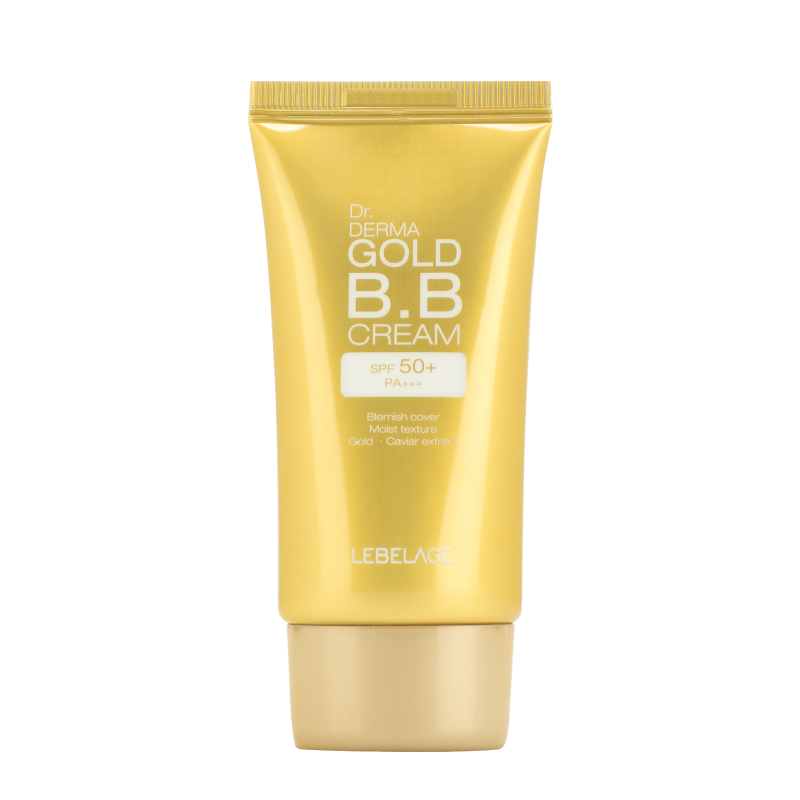 Dr.
DERMA
GOLD
B.B
CREAM
SPF 50+
PA+++
Blemish cover
Moist texture
Gold · Caviar extract
LEBELAGE